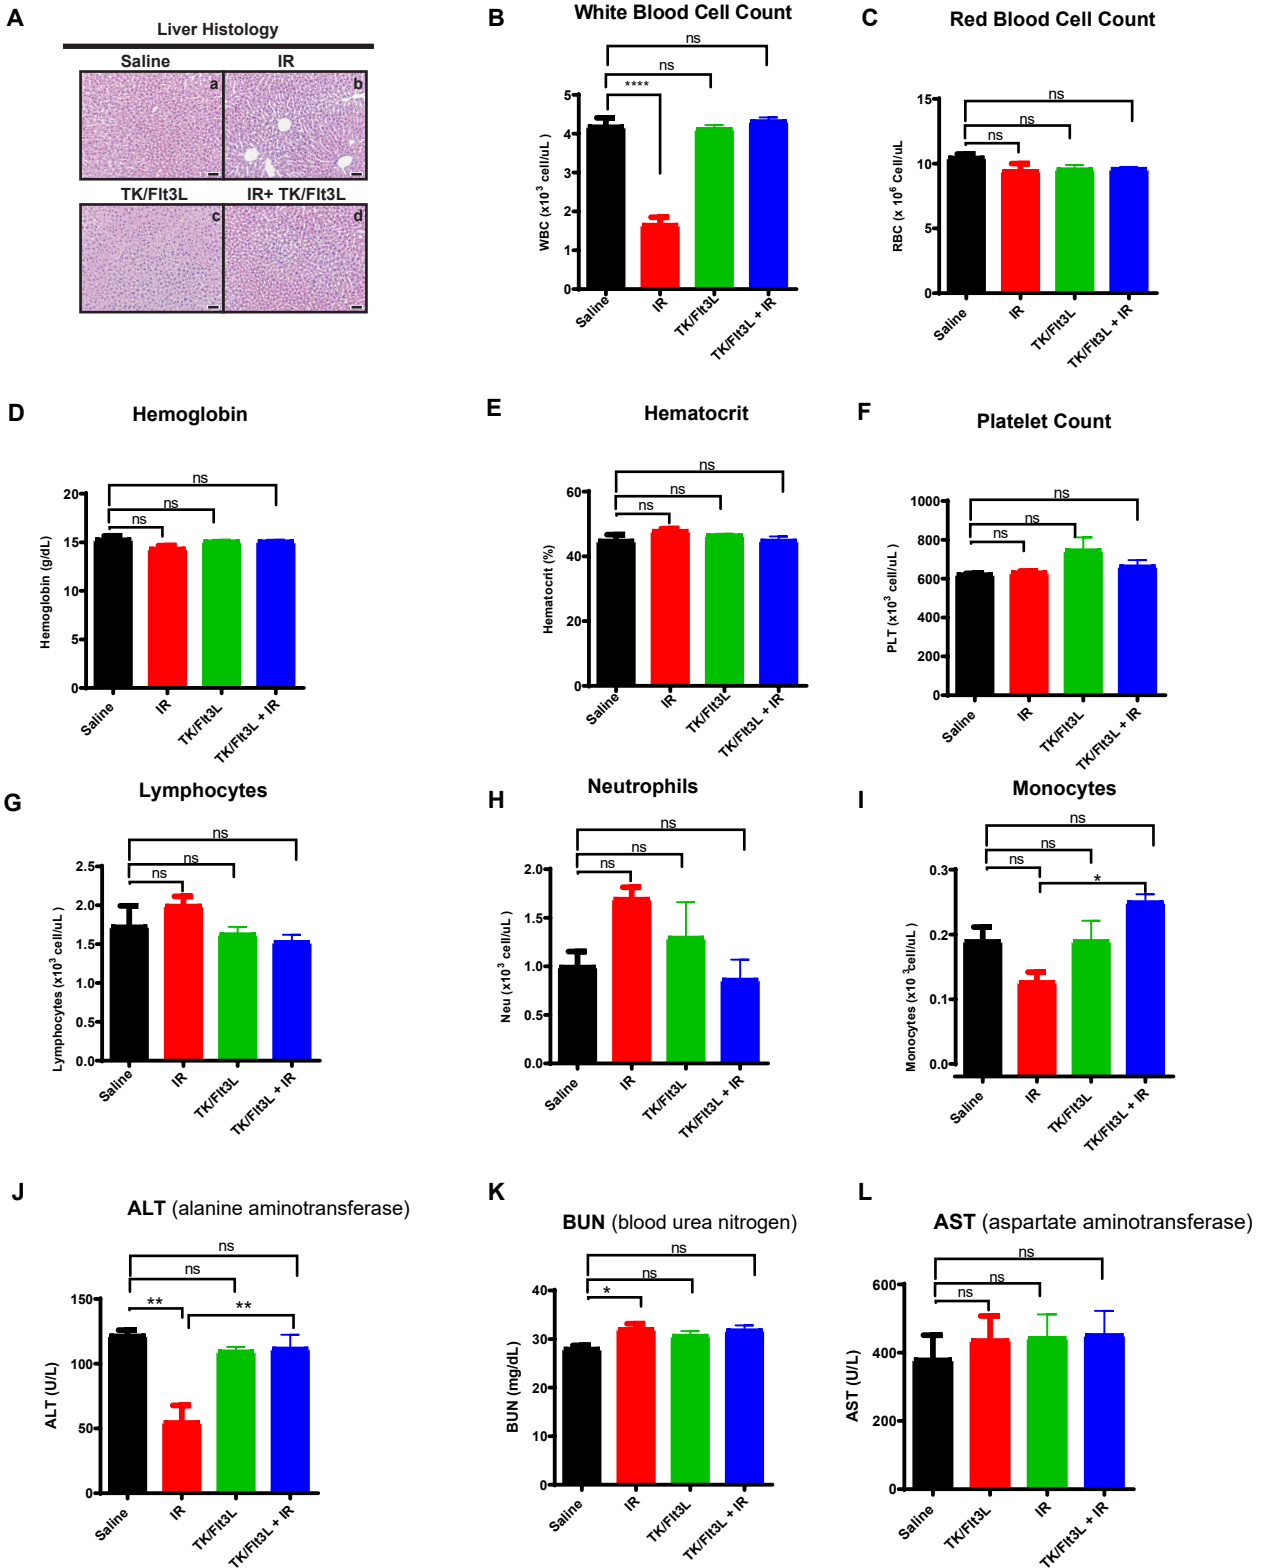 A
Liver Histology
Saline IR
a b
TK/Flt3L IR+ TK/Flt3L
c d
B
White Blood Cell Count
ns
ns
****
WBC (x10³ cell/uL )
5
4
3
2
1
0
Saline
IR
TK/Flt3L
TK/Flt3L + IR
C
Red Blood Cell Count
ns
ns
ns
RBC (x 10⁶ Cell/uL
15
10
5
0
Saline
IR
TK/Flt3L
TK/Flt3L + IR
D
Hemoglobin
ns
ns
ns
Hemoglobin (g/dL)
20
15
10
5
0
Saline
IR
TK/Flt3L
TK/Flt3L + IR
E
Hematocrit
ns
ns
ns
Hematocrit (%)
60
40
20
0
Saline
IR
TK/Flt3L
TK/Flt3L + IR
F
Platelet Count
ns
ns
ns
PLT (x10³ cell/uL )
1000
800
600
400
200
0
Saline
IR
TK/Flt3L
TK/Flt3L + IR
G
Lymphocytes
ns
ns
ns
Lymphocytes (x10³ cell/uL )
2.5
2.0
1.5
1.0
0.5
0.0
Saline
IR
TK/Flt3L
TK/Flt3L + IR
H
Neutrophils
ns
ns
ns
Neu (x10³ cell/uL )
2.0
1.5
1.0
0.5
0.0
Saline
IR
TK/Flt3L
TK/Flt3L + IR
I
Monocytes
ns
ns
ns
*
Monocytes (x10 ³cell/uL )
0.3
0.2
0.1
0.0
Saline
IR
TK/Flt3L
TK/Flt3L + IR
J
ALT (alanine aminotransferase)
ns
ns
**
**
ALT (U/L)
150
100
50
0
Saline
IR
TK/Flt3L
TK/Flt3L + IR
K
BUN (blood urea nitrogen)
ns
ns
*
BUN (mg/dL)
40
30
20
10
0
Saline
IR
TK/Flt3L
TK/Flt3L + IR
L
AST (aspartate aminotransferase)
ns
ns
ns
AST (U/L)
600
400
200
0
Saline
TK/Flt3L
IR
TK/Flt3L + IR